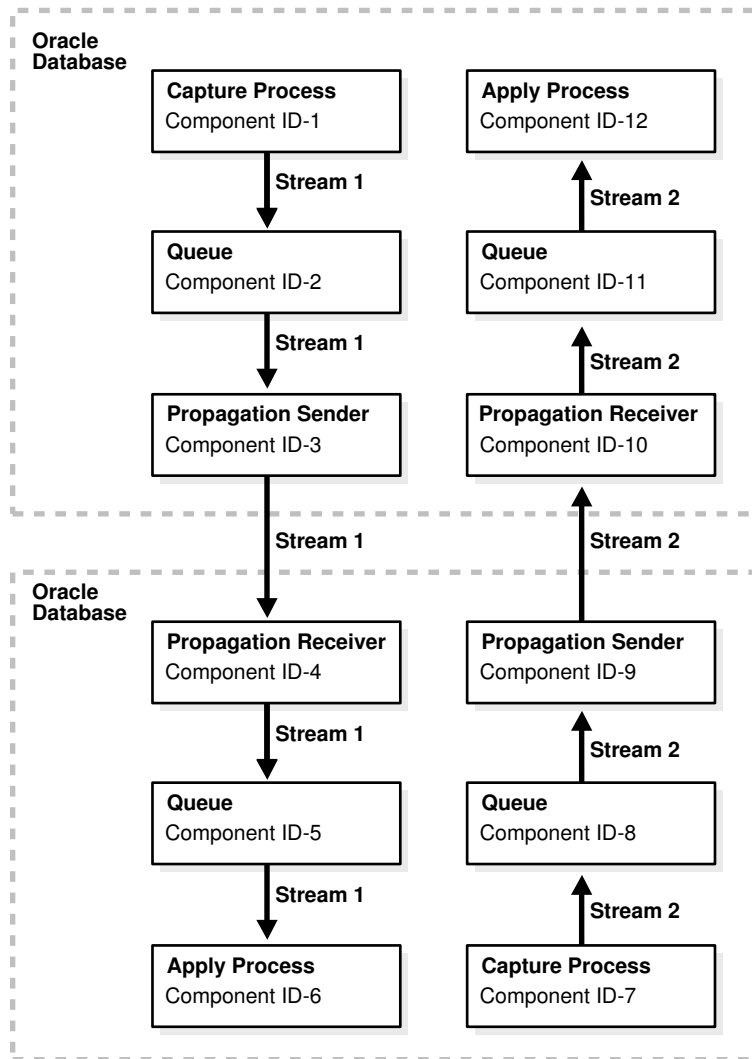 Oracle
Database
Capture Process
Component ID-1
Stream 1
Queue
Component ID-2
Stream 1
Propagation Sender
Component ID-3
Stream 1
Apply Process
Component ID-12
Stream 2
Queue
Component ID-11
Stream 2
Propagation Receiver
Component ID-10
Stream 2
Oracle
Database
Propagation Receiver
Component ID-4
Stream 1
Queue
Component ID-5
Stream 1
Apply Process
Component ID-6
Propagation Sender
Component ID-9
Stream 2
Queue
Component ID-8
Stream 2
Capture Process
Component ID-7